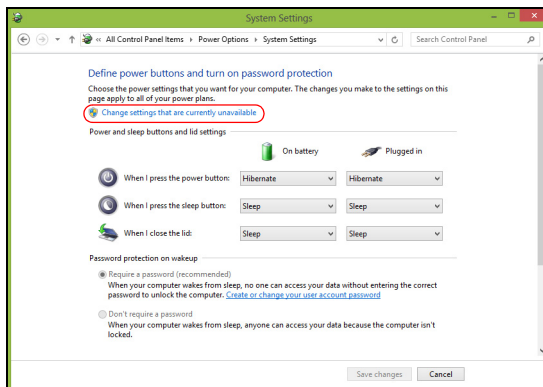 System Settings
« All Control Panel Items ▸ Power Options ▸ System Settings
Search Control Panel
Define power buttons and turn on password protection
Choose the power settings that you want for your computer. The changes you make to the settings on this
page apply to all of your power plans.
Change settings that are currently unavailable
Power and sleep buttons and lid settings
On battery Plugged in
When I press the power button: Hibernate Hibernate
When I press the sleep button: Sleep Sleep
When I close the lid: Sleep Sleep
Password protection on wakeup
Require a password (recommended)
When your computer wakes from sleep, no one can access your data without entering the correct
password to unlock the computer. Create or change your user account password
Don't require a password
When your computer wakes from sleep, anyone can access your data because the computer isn't
locked.
Save changes Cancel